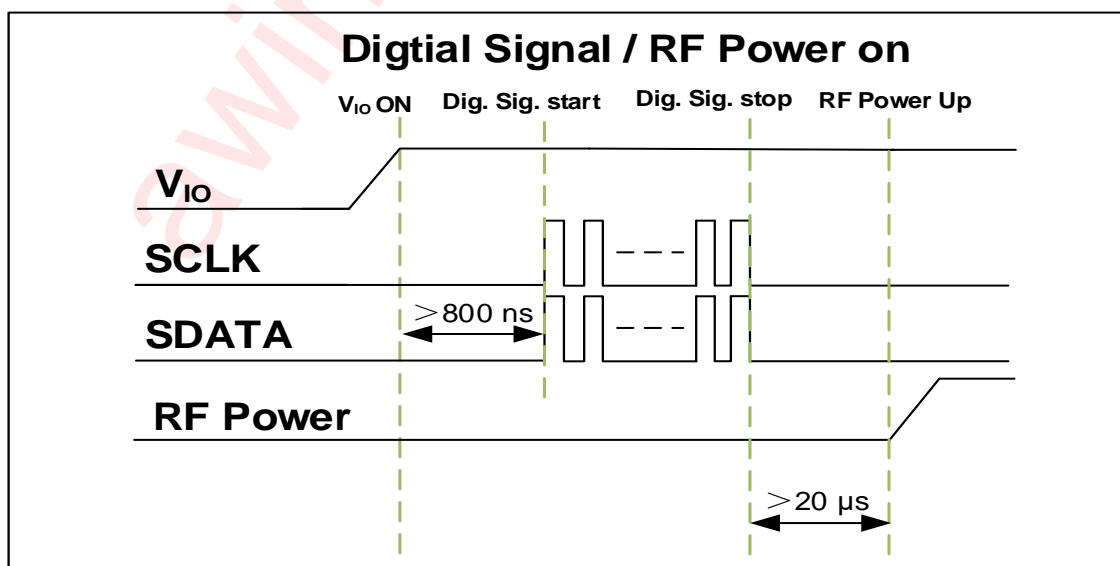 Digtial Signal / RF Power on
VIO ON Dig. Sig. start Dig. Sig. stop RF Power Up
VIO
SCLK
>800 ns
SDATA
RF Power
>20 µs